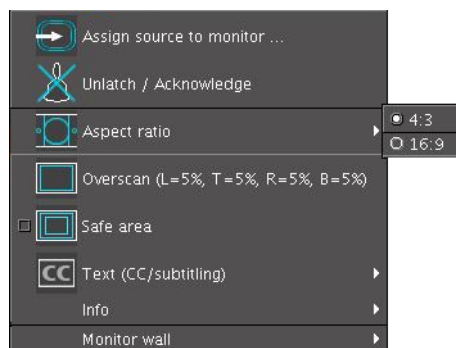 Assign source to monitor ...
Unlatch / Acknowledge
Aspect ratio
4:3
16:9
Overscan (L=5%, T=5%, R=5%, B=5%)
Safe area
CC Text (CC/subtitling)
Info
Monitor wall